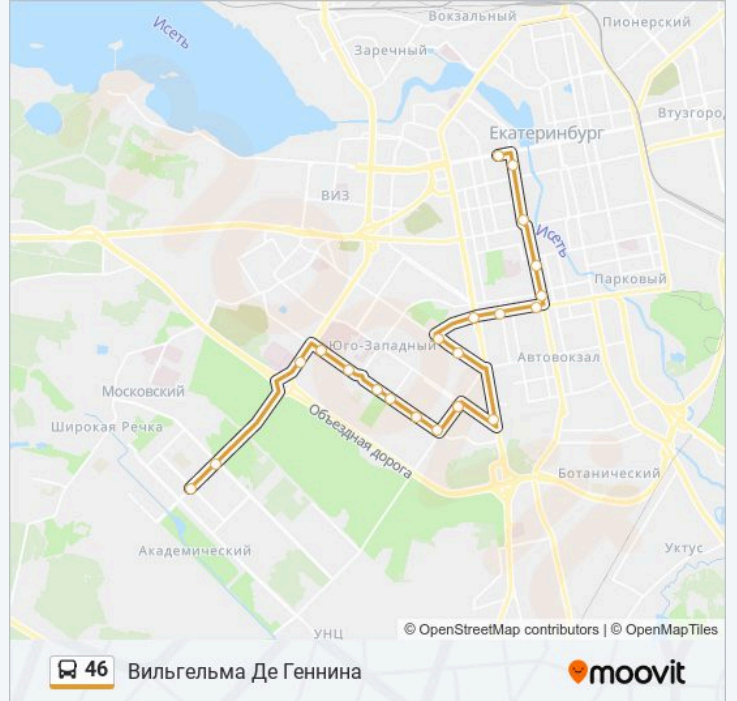 Вокзальный
Пионерский
Исеть
Заречный
Втузгород
Екатеринбург
ВИЗ
Исеть
Парковый
Юго-Западный
Автовокзал
Московский
Широкая Речка
Объездная дорога
Ботанический
Академический
Уктус
УНЦ
© OpenStreetMap contributors | © OpenMapTiles
46 Вильгельма Де Геннина
moovit